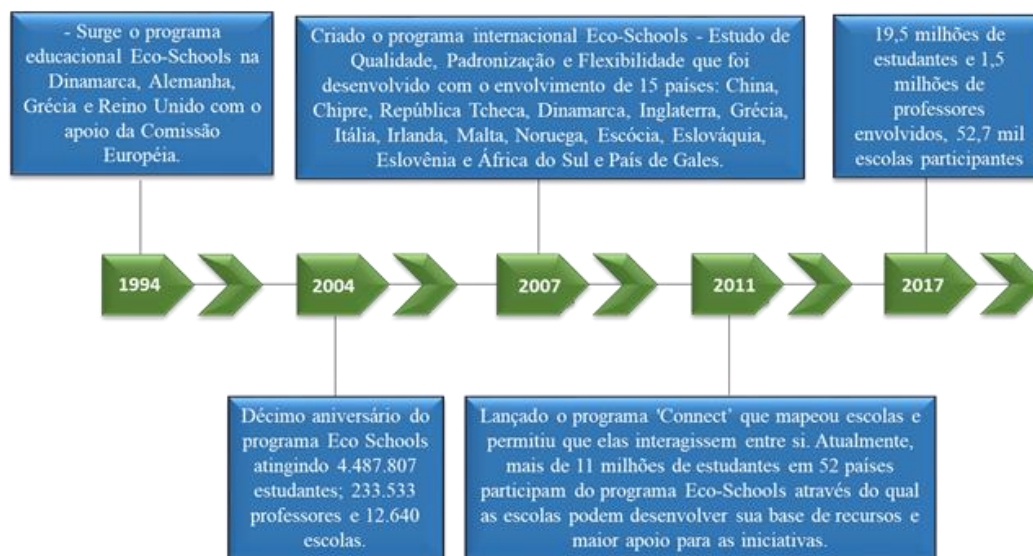 - Surge o programa
educacional Eco-Schools na
Dinamarca, Alemanha,
Grécia e Reino Unido com o
apoio da Comissão
Européia.
Criado o programa internacional Eco-Schools - Estudo de
Qualidade, Padronização e Flexibilidade que foi
desenvolvido com o envolvimento de 15 países: China,
Chipre, República Tcheca, Dinamarca, Inglaterra, Grécia,
Itália, Irlanda, Malta, Noruega, Escócia, Eslováquia,
Eslovênia e África do Sul e País de Gales.
19,5 milhões de
estudantes e 1,5
milhões de
professores
envolvidos, 52,7 mil
escolas participantes
1994
2004
2007
2011
2017
Décimo aniversário do
programa Eco Schools
atingindo 4.487.807
estudantes; 233.533
professores e 12.640
escolas.
Lançado o programa 'Connect' que mapeou escolas e
permitiu que elas interagissem entre si. Atualmente,
mais de 11 milhões de estudantes em 52 países
participam do programa Eco-Schools através do qual
as escolas podem desenvolver sua base de recursos e
maior apoio para as iniciativas.